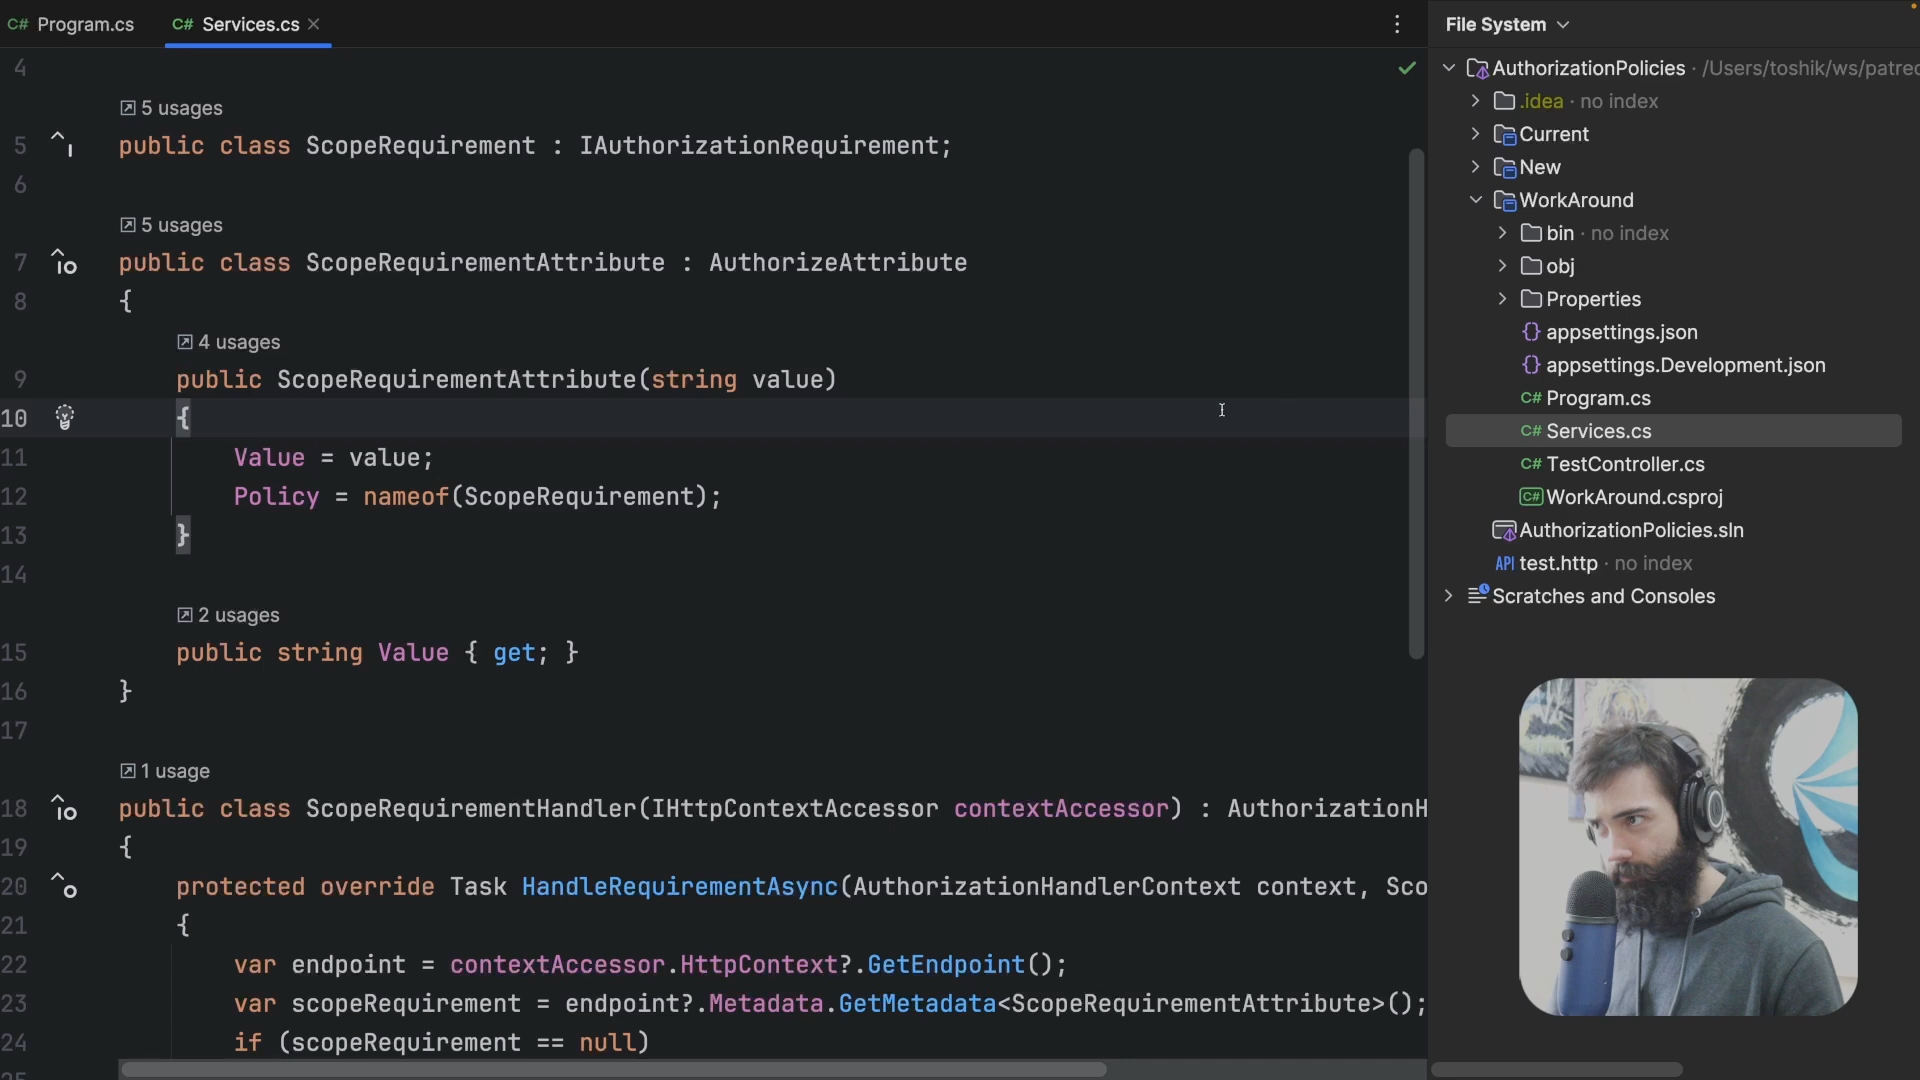 C# Program.cs
C# Services.cs
File System
4
5 usages
5 public class ScopeRequirement : IAuthorizationRequirement;
6
5 usages
7 public class ScopeRequirementAttribute : AuthorizeAttribute
8 {
4 usages
9 public ScopeRequirementAttribute(string value)
10 {
11 Value = value;
12 Policy = nameof(ScopeRequirement);
13 }
14
2 usages
15 public string Value { get; }
16 }
17
1 usage
18 public class ScopeRequirementHandler(IHttpContextAccessor contextAccessor) : AuthorizationH
19 {
20 protected override Task HandleRequirementAsync(AuthorizationHandlerContext context, Sco
21 {
22 var endpoint = contextAccessor.HttpContext?.GetEndpoint();
23 var scopeRequirement = endpoint?.Metadata.GetMetadata<ScopeRequirementAttribute>();
24 if (scopeRequirement == null)
AuthorizationPolicies · /Users/toshik/ws/patreo
.idea · no index
Current
New
WorkAround
bin · no index
obj
Properties
{} appsettings.json
{} appsettings.Development.json
C# Program.cs
C# Services.cs
C# TestController.cs
C# WorkAround.csproj
AuthorizationPolicies.sln
API test.http · no index
Scratches and Consoles